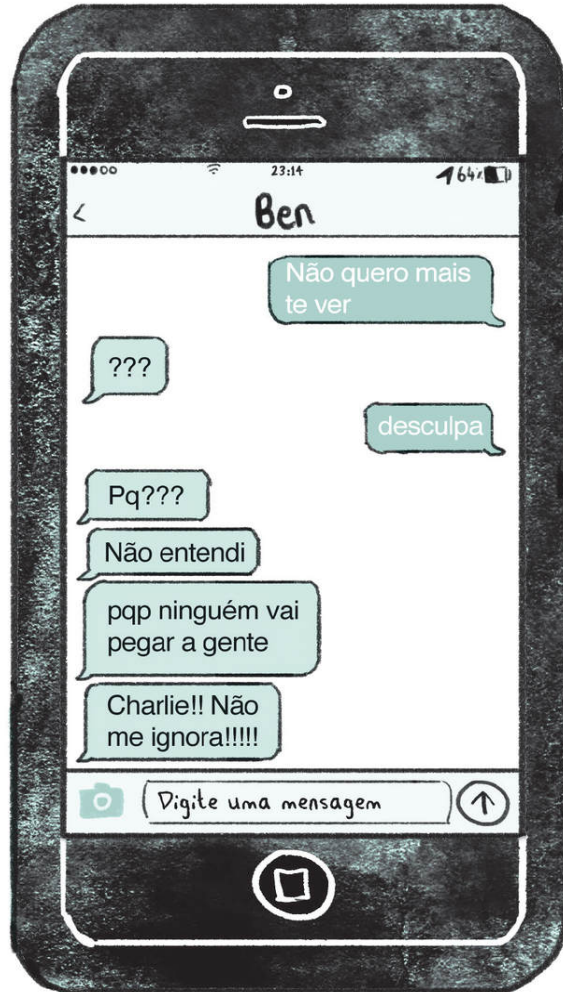 23:14
64%
Ben
Não quero mais
te ver
???
desculpa
Pq???
Não entendi
pqp ninguém vai
pegar a gente
Charlie!! Não
me ignora!!!!!
Digite uma mensagem